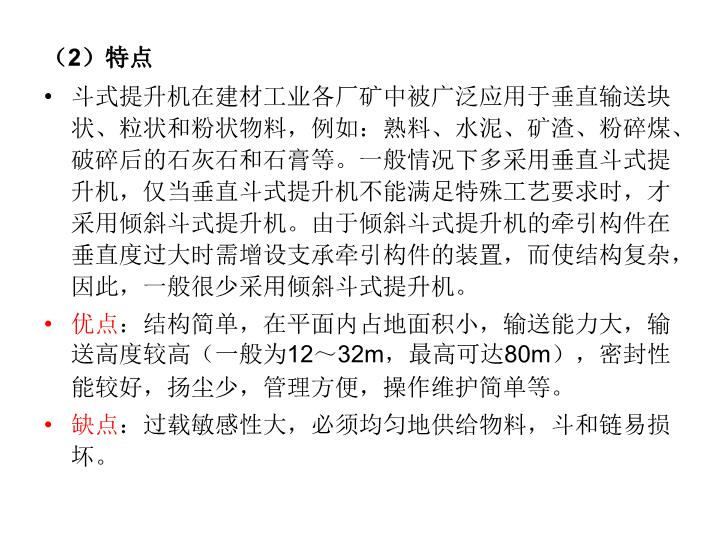 （2）特点
• 斗式提升机在建材工业各厂矿中被广泛应用于垂直输送块
状、粒状和粉状物料，例如：熟料、水泥、矿渣、粉碎煤、
破碎后的石灰石和石膏等。一般情况下多采用垂直斗式提
升机，仅当垂直斗式提升机不能满足特殊工艺要求时，才
采用倾斜斗式提升机。由于倾斜斗式提升机的牵引构件在
垂直度过大时需增设支承牵引构件的装置，而使结构复杂，
因此，一般很少采用倾斜斗式提升机。
• 优点：结构简单，在平面内占地面积小，输送能力大，输
送高度较高（一般为12～32m，最高可达80m），密封性
能较好，扬尘少，管理方便，操作维护简单等。
• 缺点：过载敏感性大，必须均匀地供给物料，斗和链易损
坏。